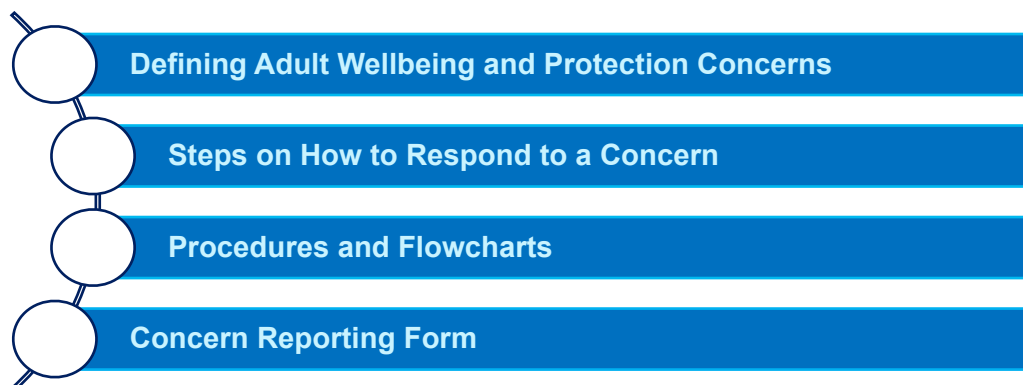 Defining Adult Wellbeing and Protection Concerns
Steps on How to Respond to a Concern
Procedures and Flowcharts
Concern Reporting Form